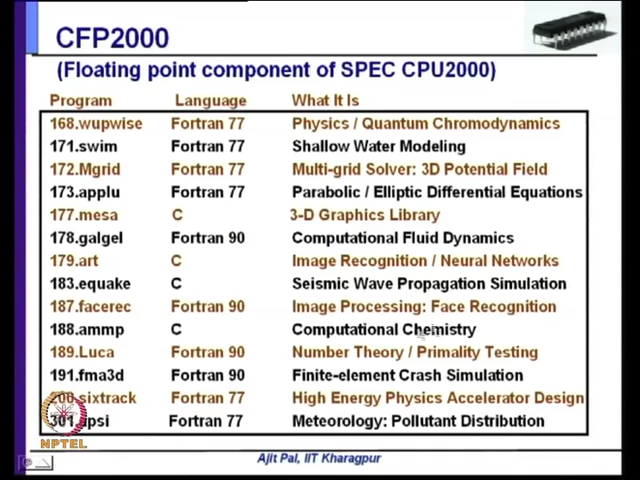 CFP2000
(Floating point component of SPEC CPU2000)
Program Language What It Is
168.wupwise Fortran 77 Physics / Quantum Chromodynamics
171.swim Fortran 77 Shallow Water Modeling
172.Mgrid Fortran 77 Multi-grid Solver: 3D Potential Field
173.applu Fortran 77 Parabolic / Elliptic Differential Equations
177.mesa C 3-D Graphics Library
178.galgel Fortran 90 Computational Fluid Dynamics
179.art C Image Recognition / Neural Networks
183.equake C Seismic Wave Propagation Simulation
187.facerec Fortran 90 Image Processing: Face Recognition
188.ammp C Computational Chemistry
189.Luca Fortran 90 Number Theory / Primality Testing
191.fma3d Fortran 90 Finite-element Crash Simulation
200.sixtrack Fortran 77 High Energy Physics Accelerator Design
301.apsi Fortran 77 Meteorology: Pollutant Distribution
NPTEL
Ajit Pal, IIT Kharagpur